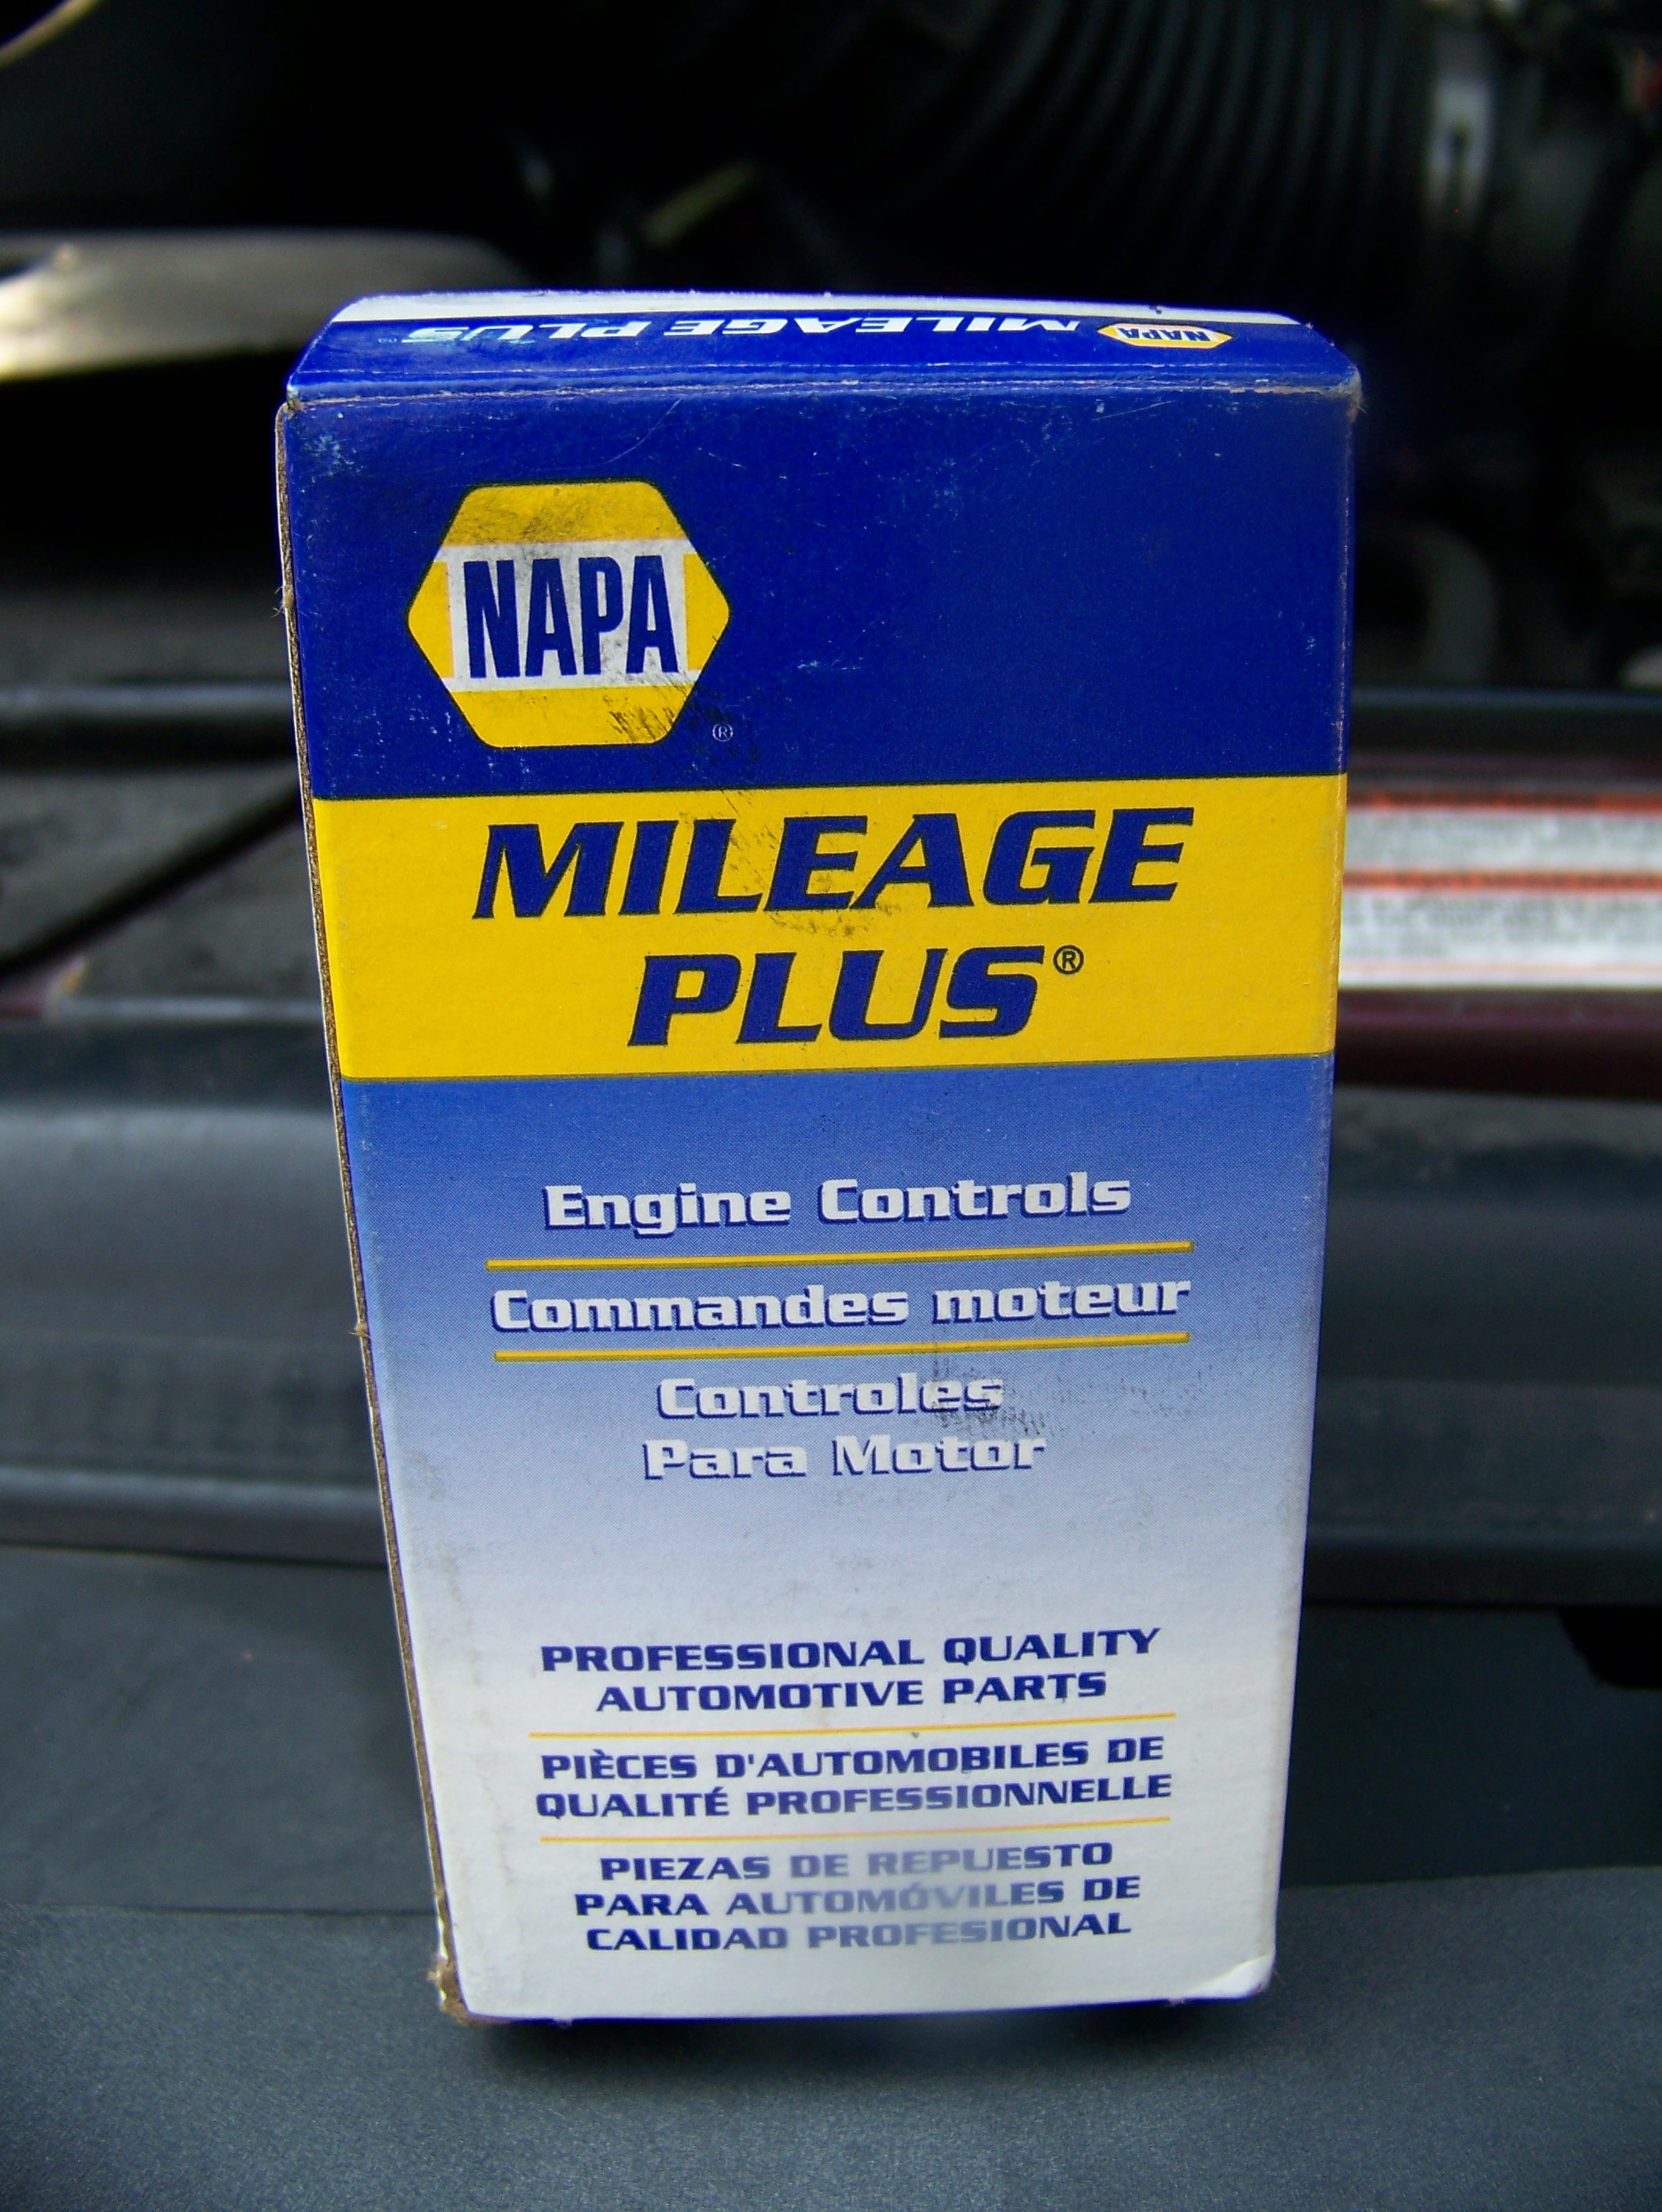 MILEAGE PLUS NAPA
NAPA
®
MILEAGE
PLUS®
Engine Controls
Commandes moteur
Controles
Para Motor
PROFESSIONAL QUALITY
AUTOMOTIVE PARTS
PIÈCES D'AUTOMOBILES DE
QUALITÉ PROFESSIONNELLE
PIEZAS DE REPUESTO
PARA AUTOMÓVILES DE
CALIDAD PROFESIONAL